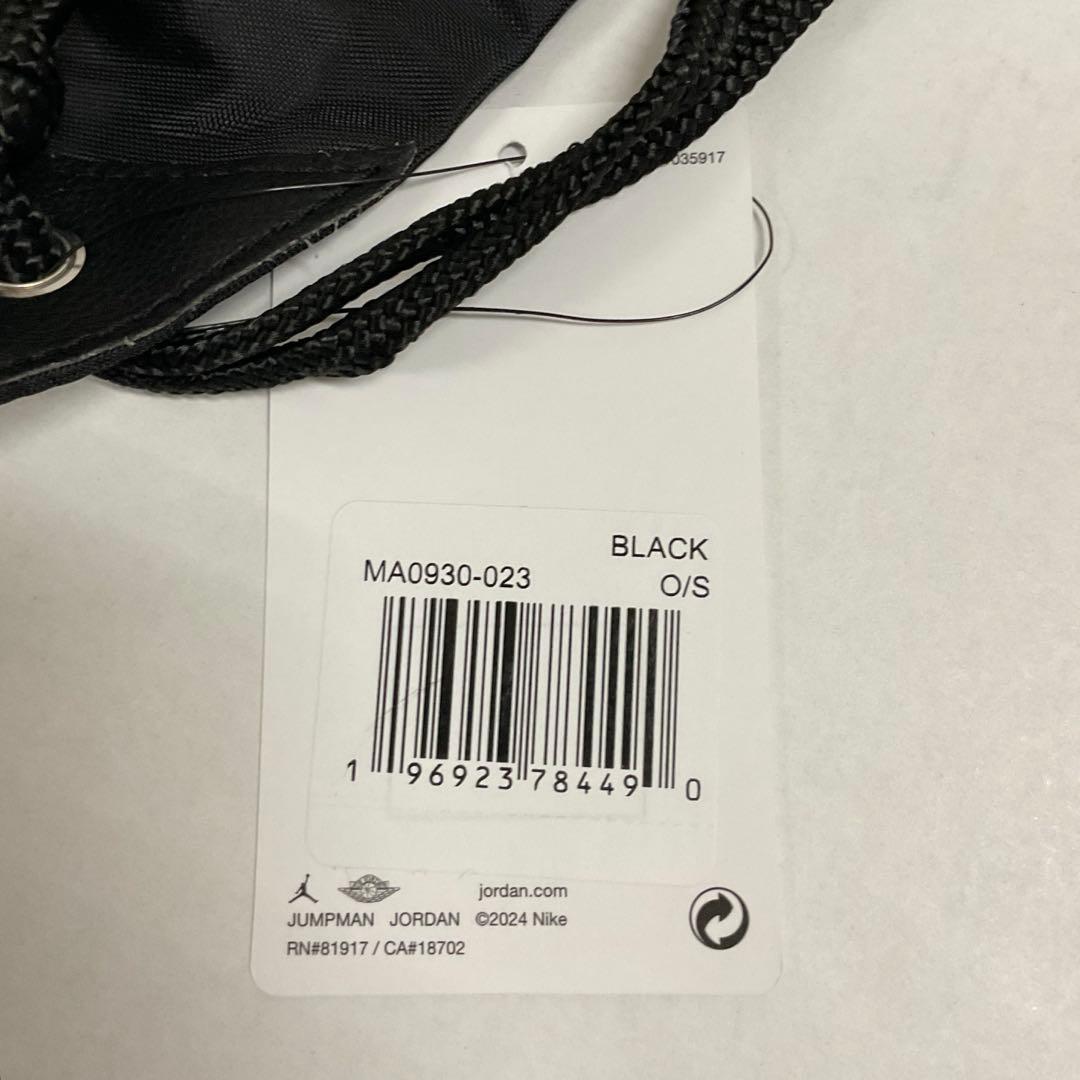 035917
BLACK
MA0930-023
O/S
1 96923 78449 0
jordan.com
JUMPMAN JORDAN ©2024 Nike
RN#81917 / CA#18702